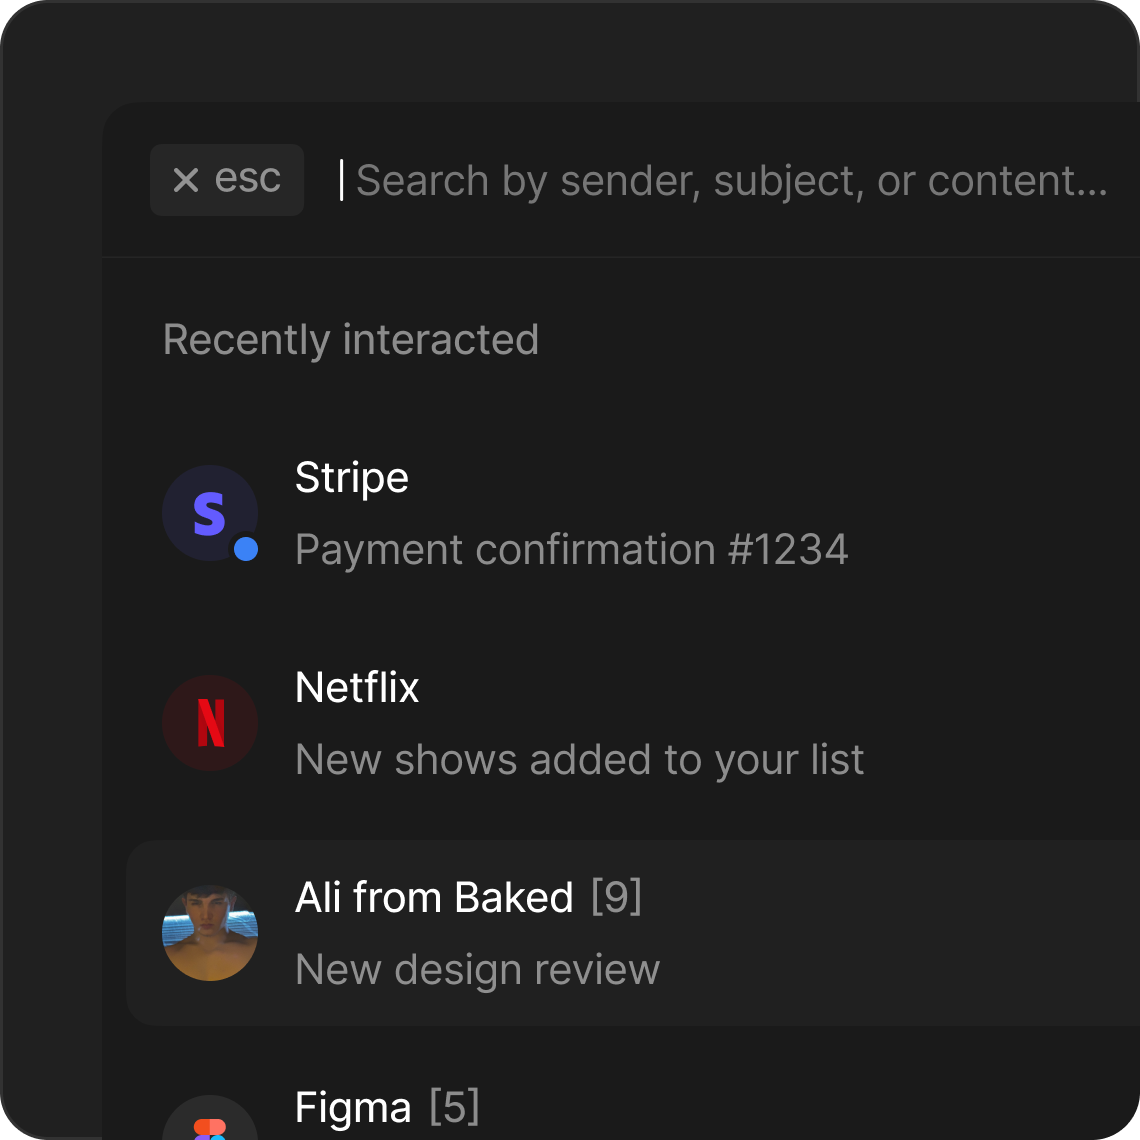 esc
Search by sender, subject, or content...
Recently interacted
Stripe
Payment confirmation #1234
Netflix
New shows added to your list
Ali from Baked [9]
New design review
Figma [5]